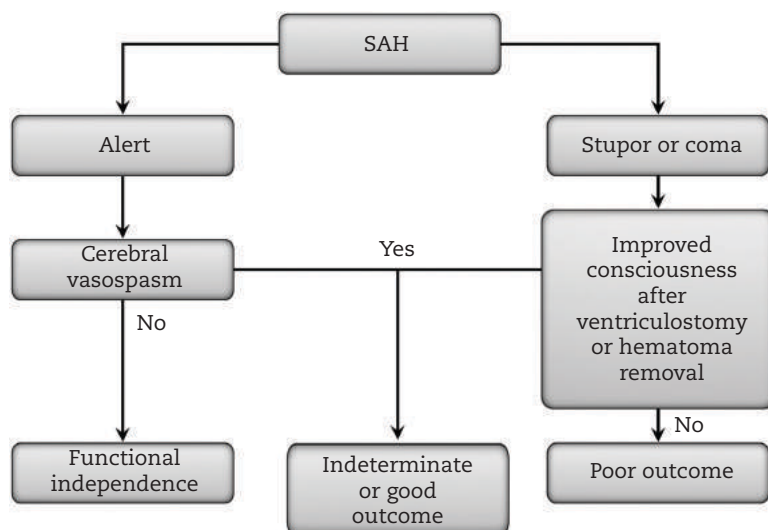 SAH
Alert
Stupor or coma
Cerebral
vasospasm
Yes
Improved
consciousness
after
ventriculostomy
or hematoma
removal
No
No
Functional
independence
Indeterminate
or good
outcome
Poor outcome